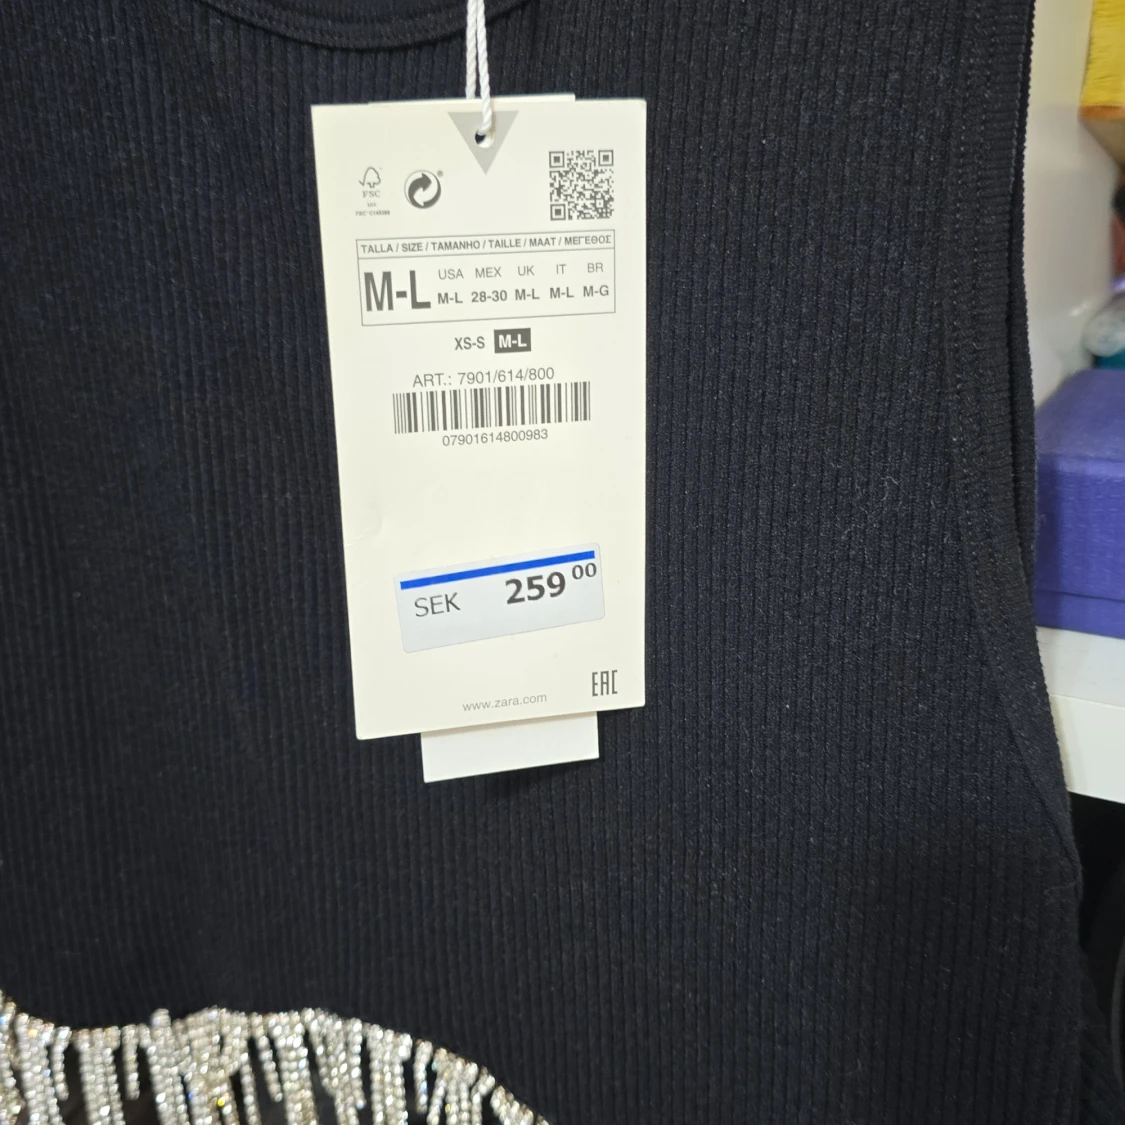 FSC
MIX
TALLA / SIZE / TAMANHO / TAILLE / MAAT / ΜΕΓΕΘΟΣ
M-L
USA MEX UK IT BR
M-L 28-30 M-L M-L M-G
XS-S M-L
ART.: 7901/614/800
07901614800983
SEK 259 00
EAC
www.zara.com